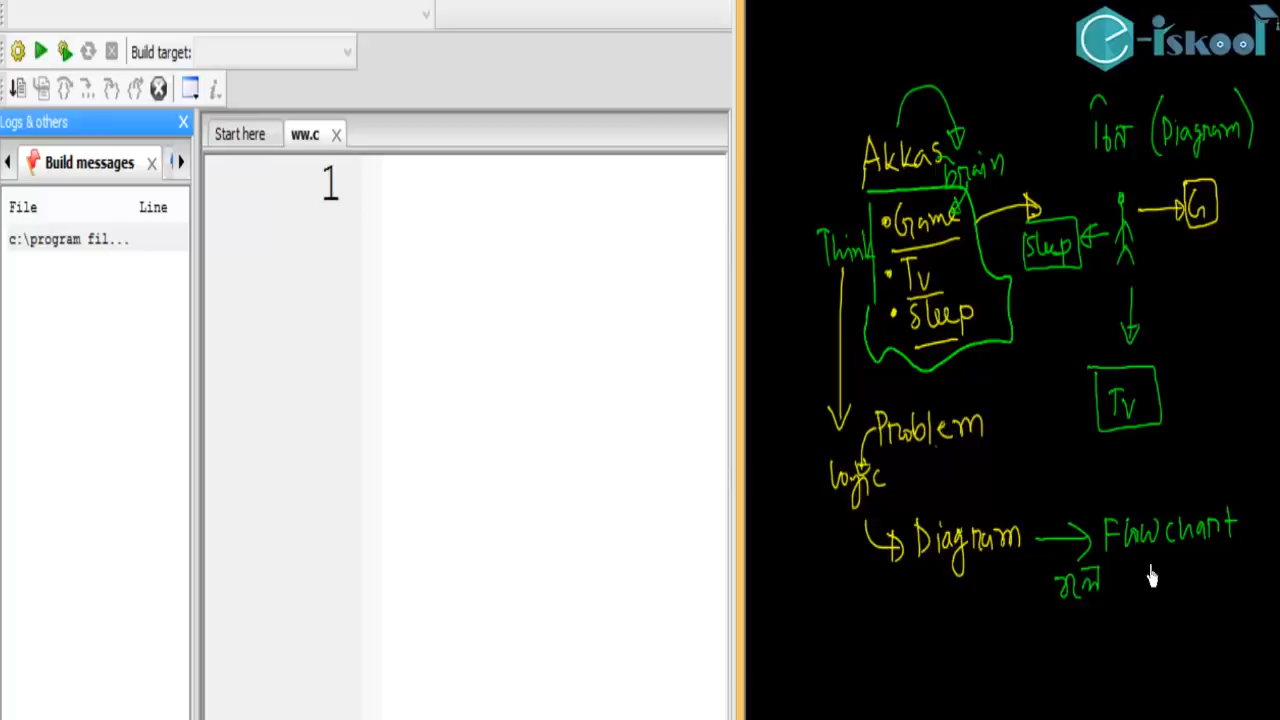 Build target:
Logs & others
Build messages
File Line
c:\program fil...
Start here ww.c
1
e-iskool
(Diagram)
Akkas
brain
Think
• Game
• Tv
• Sleep
Sleep
G
Tv
Problem
Logic
Diagram → Flowchart